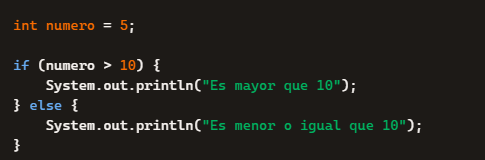 int numero = 5;
if (numero > 10) {
    System.out.println("Es mayor que 10");
} else {
    System.out.println("Es menor o igual que 10");
}